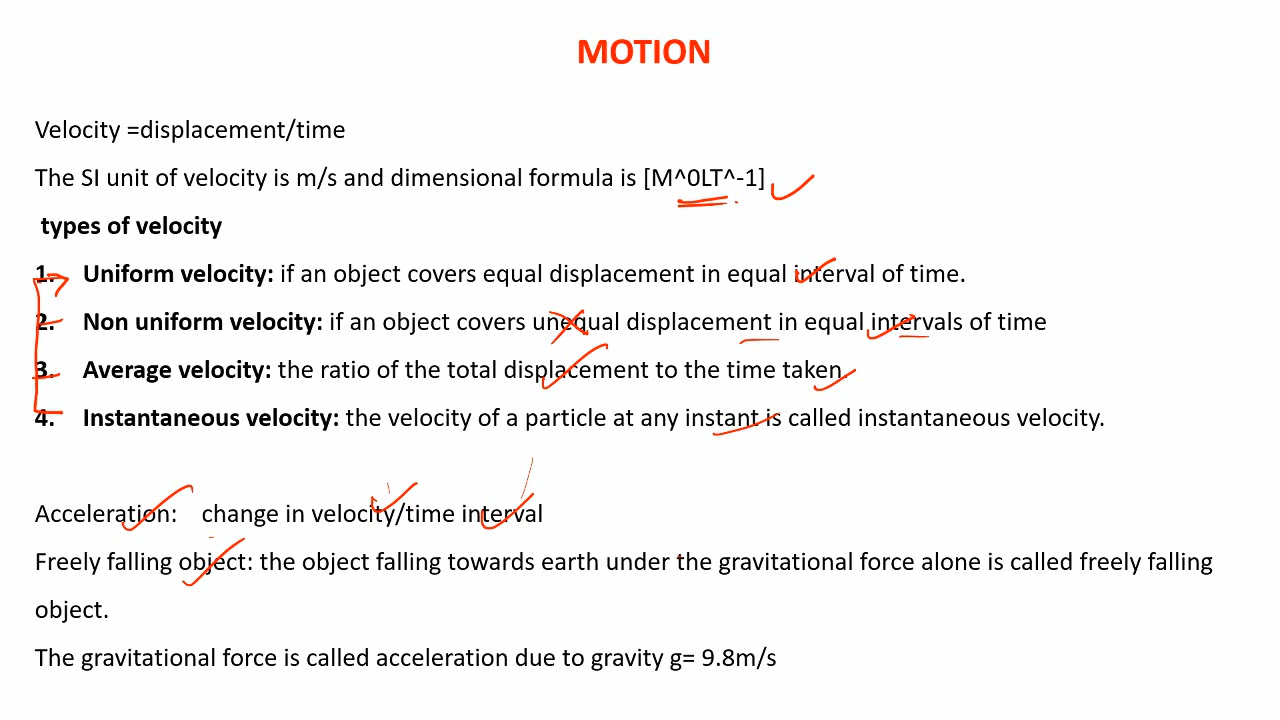 MOTION
Velocity =displacement/time
The SI unit of velocity is m/s and dimensional formula is [M^0LT^-1]
types of velocity
1. Uniform velocity: if an object covers equal displacement in equal interval of time.
2. Non uniform velocity: if an object covers unequal displacement in equal intervals of time
3. Average velocity: the ratio of the total displacement to the time taken.
4. Instantaneous velocity: the velocity of a particle at any instant is called instantaneous velocity.
Acceleration: change in velocity/time interval
Freely falling object: the object falling towards earth under the gravitational force alone is called freely falling
object.
The gravitational force is called acceleration due to gravity g= 9.8m/s